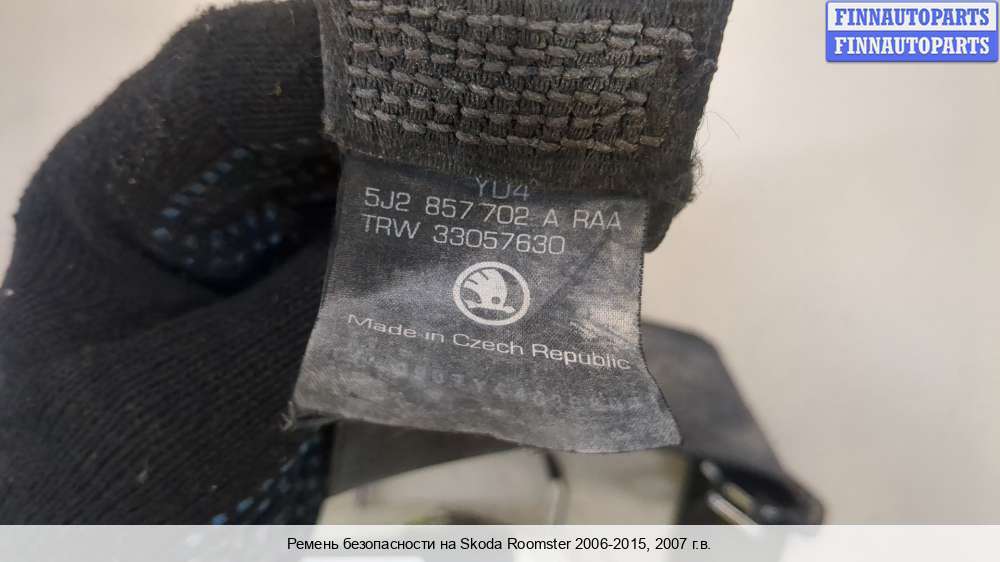 FINNAUTOPARTS
FINNAUTOPARTS
YD4
5J2 857 702 A RAA
TRW 33057630
Made in Czech Republic
Ремень безопасности на Skoda Roomster 2006-2015, 2007 г.в.